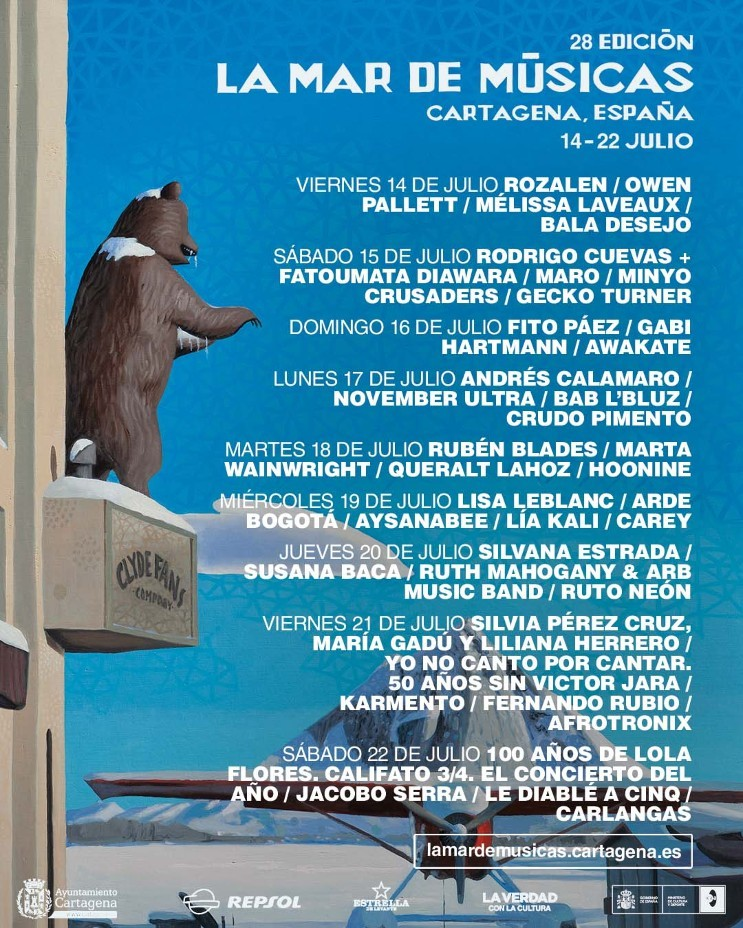 28 EDICIÓN
LA MAR DE MÚSICAS
CARTAGENA, ESPAÑA
14-22 JULIO
VIERNES 14 DE JULIO ROZALEN / OWEN
PALLETT / MÉLISSA LAVEAUX /
BALA DESEJO
SÁBADO 15 DE JULIO RODRIGO CUEVAS +
FATOUMATA DIAWARA / MARO / MINYO
CRUSADERS / GECKO TURNER
DOMINGO 16 DE JULIO FITO PÁEZ / GABI
HARTMANN / AWAKATE
LUNES 17 DE JULIO ANDRÉS CALAMARO /
NOVEMBER ULTRA / BAB L'BLUZ /
CRUDO PIMENTO
MARTES 18 DE JULIO RUBÉN BLADES / MARTA
WAINWRIGHT / QUERALT LAHOZ / HOONINE
MIÉRCOLES 19 DE JULIO LISA LEBLANC / ARDE
BOGOTÁ / AYSANABEE / LÍA KALI / CAREY
JUEVES 20 DE JULIO SILVANA ESTRADA /
SUSANA BACA / RUTH MAHOGANY & ARB
MUSIC BAND / RUTO NEÓN
VIERNES 21 DE JULIO SILVIA PÉREZ CRUZ,
MARÍA GADÚ Y LILIANA HERRERO /
YO NO CANTO POR CANTAR.
50 AÑOS SIN VICTOR JARA /
KARMENTO / FERNANDO RUBIO /
AFROTRONIX
SÁBADO 22 DE JULIO 100 AÑOS DE LOLA
FLORES. CALIFATO 3/4. EL CONCIERTO DEL
AÑO / JACOBO SERRA / LE DIABLÉ A CINQ /
CARLANGAS
CLYDE FANS
COMPANY
lamardemusicas.cartagena.es
Ayuntamiento
Cartagena
REPSOL
ESTRELLA
DE LEVANTE
LA VERDAD
CON LA CULTURA
GOBIERNO
DE ESPAÑA
MINISTERIO
DE CULTURA
Y DEPORTE